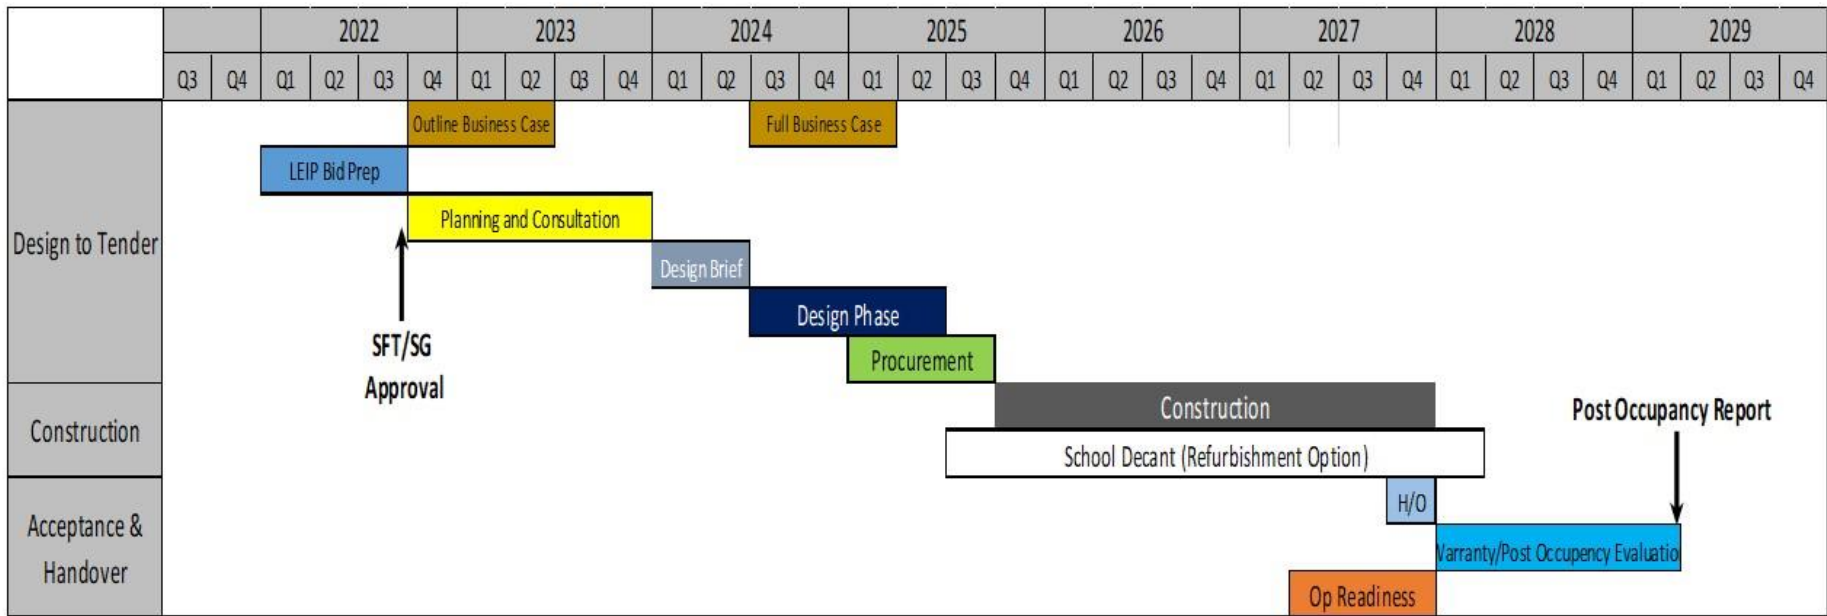 2022 2023 2024 2025 2026 2027 2028 2029
Q3 Q4 Q1 Q2 Q3 Q4 Q1 Q2 Q3 Q4 Q1 Q2 Q3 Q4 Q1 Q2 Q3 Q4 Q1 Q2 Q3 Q4 Q1 Q2 Q3 Q4 Q1 Q2 Q3 Q4 Q1 Q2 Q3 Q4
Outline Business Case Full Business Case
LEIP Bid Prep
Planning and Consultation
Design to Tender
Design Brief
Design Phase
SFT/SG
Approval
Procurement
Construction
Construction
Post Occupancy Report
School Decant (Refurbishment Option)
H/O
Acceptance &
Handover
Warranty/Post Occupency Evaluatio
Op Readiness